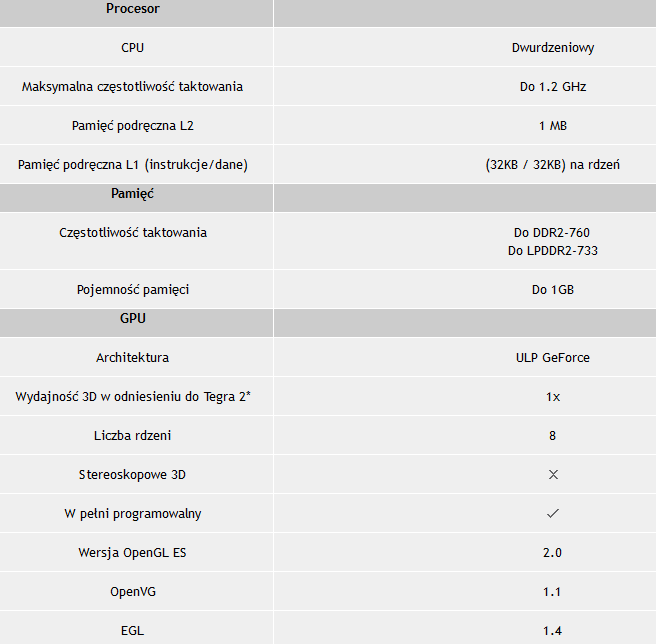 Procesor
CPU Dwurdzeniowy
Maksymalna częstotliwość taktowania Do 1.2 GHz
Pamięć podręczna L2 1 MB
Pamięć podręczna L1 (instrukcje/dane) (32KB / 32KB) na rdzeń
Pamięć
Częstotliwość taktowania Do DDR2-760
Do LPDDR2-733
Pojemność pamięci Do 1GB
GPU
Architektura ULP GeForce
Wydajność 3D w odniesieniu do Tegra 2* 1x
Liczba rdzeni 8
Stereoskopowe 3D
W pełni programowalny
Wersja OpenGL ES 2.0
OpenVG 1.1
EGL 1.4